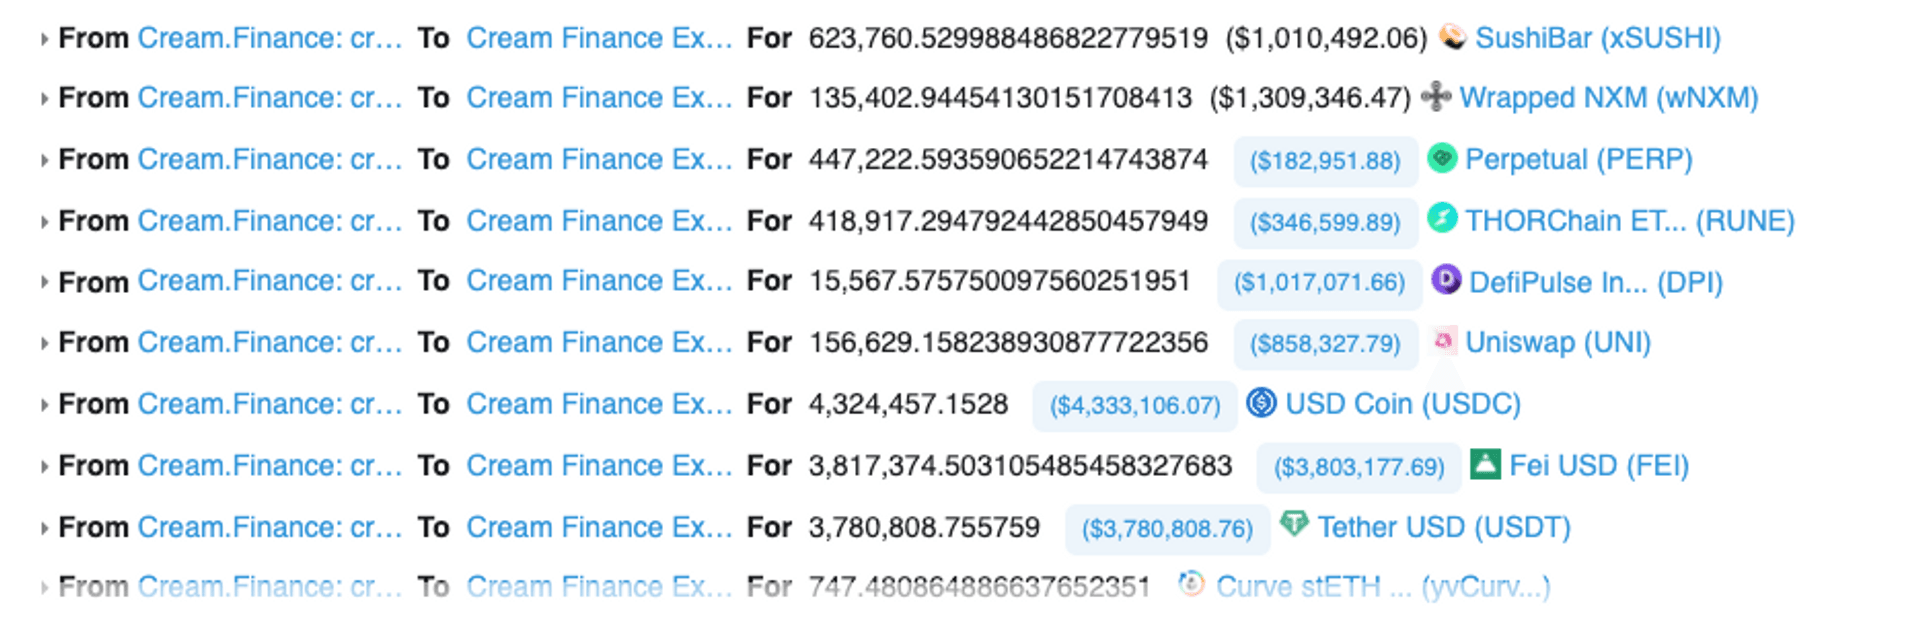 From Cream.Finance: cr... To Cream Finance Ex... For 623,760.529988486822779519 ($1,010,492.06) SushiBar (xSUSHI)
From Cream.Finance: cr... To Cream Finance Ex... For 135,402.94454130151708413 ($1,309,346.47) Wrapped NXM (wNXM)
From Cream.Finance: cr... To Cream Finance Ex... For 447,222.593590652214743874 ($182,951.88) Perpetual (PERP)
From Cream.Finance: cr... To Cream Finance Ex... For 418,917.294792442850457949 ($346,599.89) THORChain ET... (RUNE)
From Cream.Finance: cr... To Cream Finance Ex... For 15,567.575750097560251951 ($1,017,071.66) DefiPulse In... (DPI)
From Cream.Finance: cr... To Cream Finance Ex... For 156,629.158238930877722356 ($858,327.79) Uniswap (UNI)
From Cream.Finance: cr... To Cream Finance Ex... For 4,324,457.1528 ($4,333,106.07) USD Coin (USDC)
From Cream.Finance: cr... To Cream Finance Ex... For 3,817,374.503105485458327683 ($3,803,177.69) Fei USD (FEI)
From Cream.Finance: cr... To Cream Finance Ex... For 3,780,808.755759 ($3,780,808.76) Tether USD (USDT)
From Cream.Finance: cr... To Cream Finance Ex... For 747.480864886637652351 Curve stETH ... (yvCurv...)